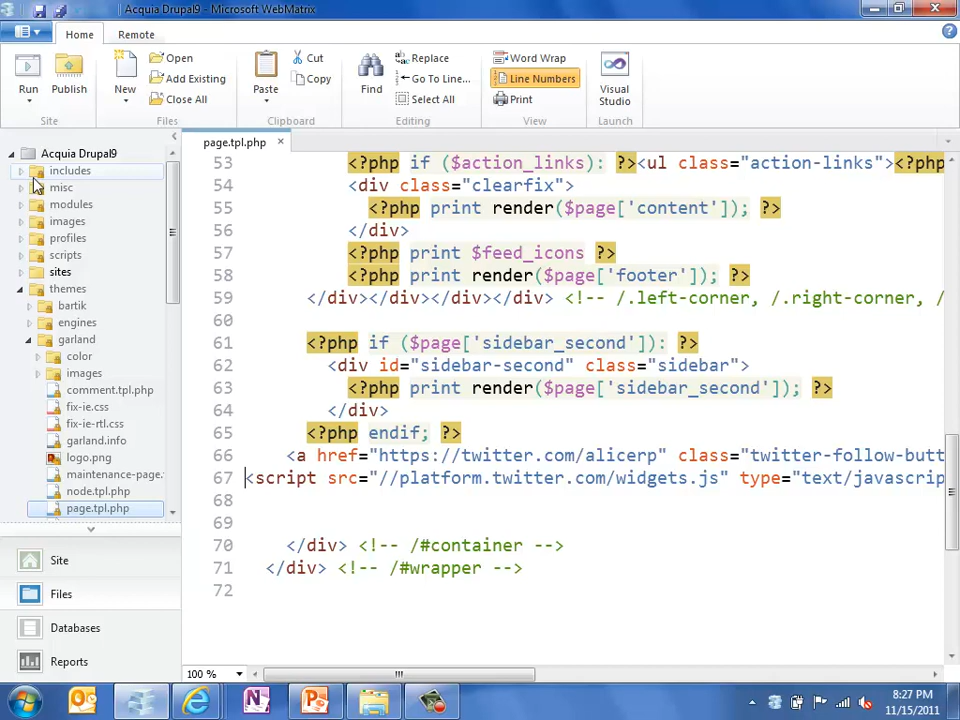 Acquia Drupal9 - Microsoft WebMatrix
Home
Remote
Run
Publish
Site
New
Open
Add Existing
Close All
Files
Paste
Cut
Copy
Clipboard
Find
Replace
Go To Line...
Select All
Editing
Word Wrap
Line Numbers
Print
View
Visual
Studio
Launch
Acquia Drupal9
includes
misc
modules
images
profiles
scripts
sites
themes
bartik
engines
garland
color
images
comment.tpl.php
fix-ie.css
fix-ie-rtl.css
garland.info
logo.png
maintenance-page.
node.tpl.php
page.tpl.php
Site
Files
Databases
Reports
page.tpl.php
53 <?php if ($action_links): ?><ul class="action-links"><?php
54 <div class="clearfix">
55 <?php print render($page['content']); ?>
56 </div>
57 <?php print $feed_icons ?>
58 <?php print render($page['footer']); ?>
59 </div></div></div></div> <!-- /.left-corner, /.right-corner, /
60
61 <?php if ($page['sidebar_second']): ?>
62 <div id="sidebar-second" class="sidebar">
63 <?php print render($page['sidebar_second']); ?>
64 </div>
65 <?php endif; ?>
66 <a href="https://twitter.com/alicerp" class="twitter-follow-butt
67 <script src="//platform.twitter.com/widgets.js" type="text/javascrip
68
69
70 </div> <!-- /#container -->
71 </div> <!-- /#wrapper -->
72
100 %
8:27 PM
11/15/2011